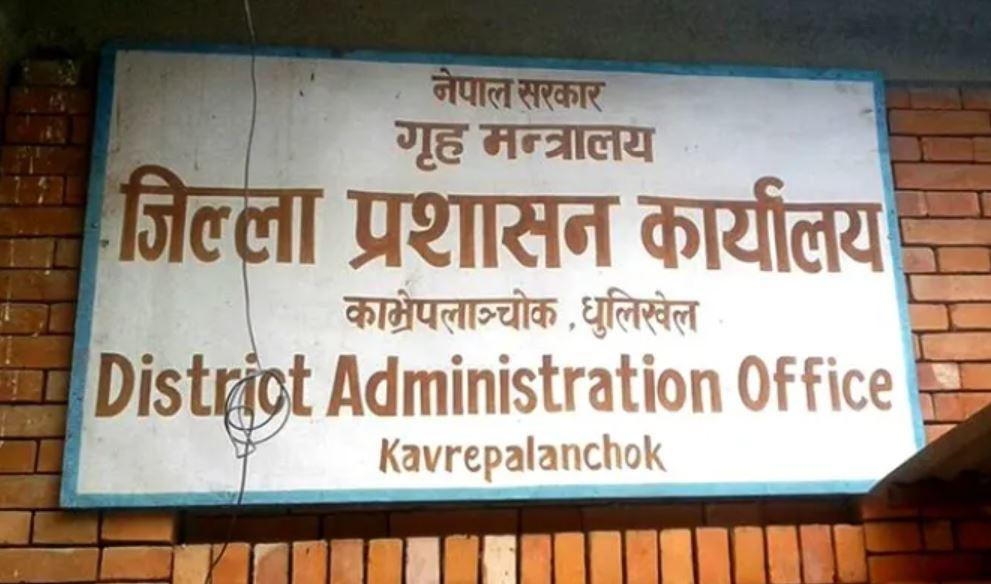 नेपाल सरकार
गृह मन्त्रालय
जिल्ला प्रशासन कार्यालय
काभ्रेपलाञ्चोक , धुलिखेल
District Administration Office
Kavrepalanchok